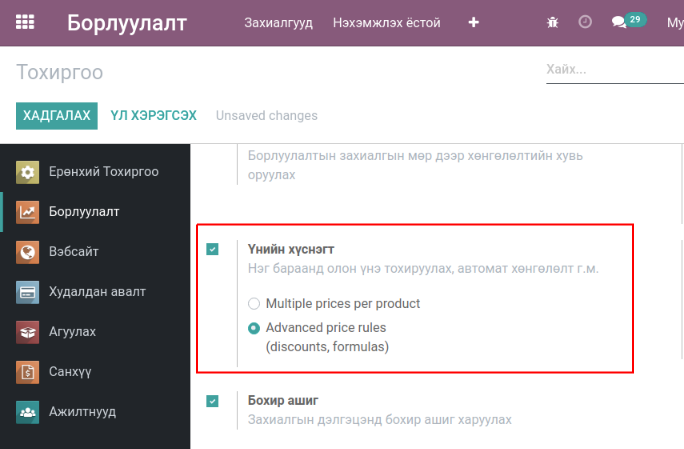 Борлуулалт
Захиалгууд
Нэхэмжлэх ёстой
29
Му
Тохиргоо
Хайх...
ХАДГАЛАХ
ҮЛ ХЭРЭГСЭХ
Unsaved changes
Ерөнхий Тохиргоо
Борлуулалт
Вэбсайт
Худалдан авалт
Агуулах
Санхүү
Ажилтнууд
Борлуулалтын захиалгын мөр дээр хөнгөлөлтийн хувь
оруулах
Үнийн хүснэгт
Нэг бараанд олон үнэ тохируулах, автомат хөнгөлөлт г.м.
Multiple prices per product
Advanced price rules
(discounts, formulas)
Бохир ашиг
Захиалгын дэлгэцэнд бохир ашиг харуулах